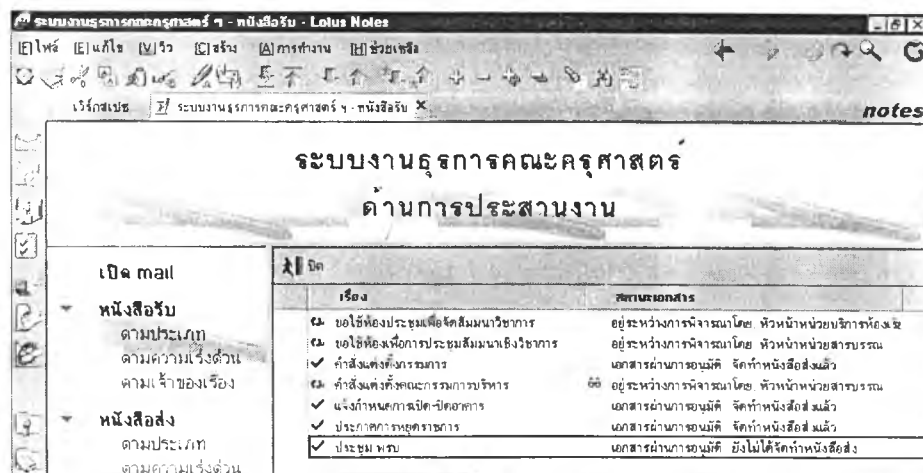 ระบบงานธุรการคณะครุศาสตร์ ฯ - หนังสือรับ - Lotus Notes
[F]ไฟล์ [E]แก้ไข [V]วิว [C]สร้าง [A]การทำงาน [H]ช่วยเหลือ
เวิร์กสเปซ ระบบงานธุรการคณะครุศาสตร์ ฯ - หนังสือรับ
notes
ระบบงานธุรการคณะครุศาสตร์
ด้านการประสานงาน
เปิด mail
หนังสือรับ
ตามประเภท
ตามความเร่งด่วน
ตามเจ้าของเรื่อง
หนังสือส่ง
ตามประเภท
ตามความเร่งด่วน
ปิด
เรื่อง สถานะเอกสาร
ขอใช้ห้องประชุมเพื่อจัดสัมมนาวิชาการ อยู่ระหว่างการพิจารณาโดย หัวหน้าหน่วยบริการห้องเรี
ขอใช้ห้องเพื่อการประชุมสัมมนาเชิงวิชาการ อยู่ระหว่างการพิจารณาโดย หัวหน้าหน่วยสารบรรณ
คำสั่งแต่งตั้งกรรมการ เอกสารผ่านการอนุมัติ จัดทำหนังสือส่งแล้ว
คำสั่งแต่งตั้งคณะกรรมการบริหาร อยู่ระหว่างการพิจารณาโดย หัวหน้าหน่วยสารบรรณ
แจ้งกำหนดการเปิด-ปิดอาคาร เอกสารผ่านการอนุมัติ จัดทำหนังสือส่งแล้ว
ประกาศการหยุดราชการ เอกสารผ่านการอนุมัติ จัดทำหนังสือส่งแล้ว
ประชุม พรบ เอกสารผ่านการอนุมัติ ยังไม่ได้จัดทำหนังสือส่ง